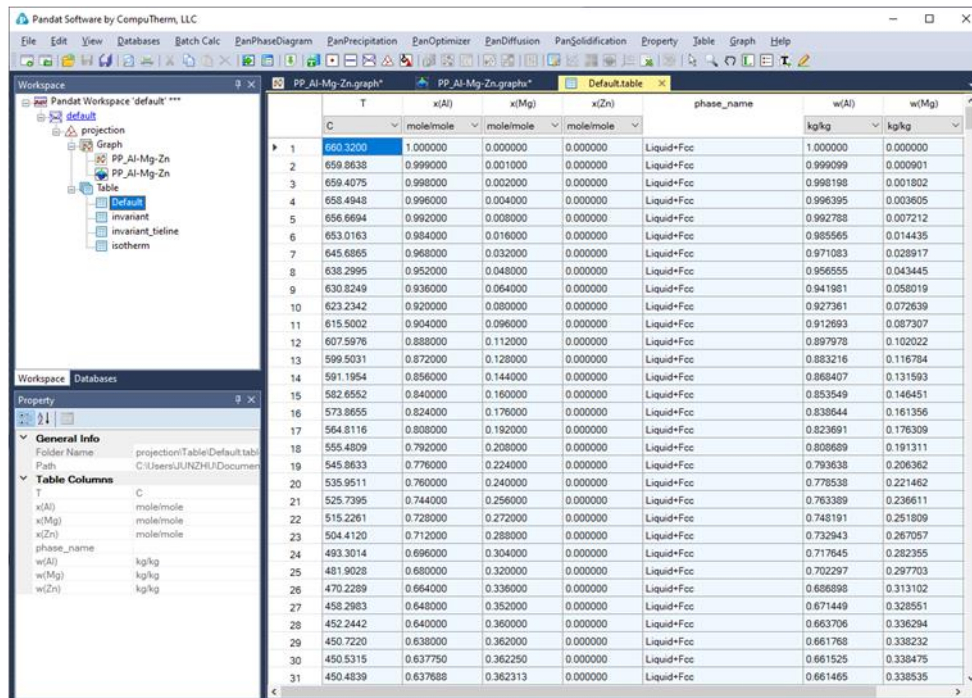 Pandat Software by CompuTherm, LLC
File Edit View Databases Batch Calc PanPhaseDiagram PanPrecipitation PanOptimizer PanDiffusion PanSolidification Property Table Graph Help
Workspace
Pandat Workspace 'default' ***
default
projection
Graph
PP_Al-Mg-Zn
PP_Al-Mg-Zn
Table
Default
invariant
invariant_tieline
isotherm
Workspace Databases
Property
General Info
Folder Name projection\Table\Default.tabl
Path C:\Users\JUNZHU\Documen
Table Columns
T C
x(Al) mole/mole
x(Mg) mole/mole
x(Zn) mole/mole
phase_name
w(Al) kg/kg
w(Mg) kg/kg
w(Zn) kg/kg
PP_Al-Mg-Zn.graph* PP_Al-Mg-Zn.graphx* Default.table
T x(Al) x(Mg) x(Zn) phase_name w(Al) w(Mg)
C mole/mole mole/mole mole/mole kg/kg kg/kg
1 660.3200 1.000000 0.000000 0.000000 Liquid+Fcc 1.000000 0.000000
2 659.8638 0.999000 0.001000 0.000000 Liquid+Fcc 0.999099 0.000901
3 659.4075 0.998000 0.002000 0.000000 Liquid+Fcc 0.998198 0.001802
4 658.4948 0.996000 0.004000 0.000000 Liquid+Fcc 0.996395 0.003605
5 656.6694 0.992000 0.008000 0.000000 Liquid+Fcc 0.992788 0.007212
6 653.0163 0.984000 0.016000 0.000000 Liquid+Fcc 0.985565 0.014435
7 645.6865 0.968000 0.032000 0.000000 Liquid+Fcc 0.971083 0.028917
8 638.2995 0.952000 0.048000 0.000000 Liquid+Fcc 0.956555 0.043445
9 630.8249 0.936000 0.064000 0.000000 Liquid+Fcc 0.941981 0.058019
10 623.2342 0.920000 0.080000 0.000000 Liquid+Fcc 0.927361 0.072639
11 615.5002 0.904000 0.096000 0.000000 Liquid+Fcc 0.912693 0.087307
12 607.5976 0.888000 0.112000 0.000000 Liquid+Fcc 0.897978 0.102022
13 599.5031 0.872000 0.128000 0.000000 Liquid+Fcc 0.883216 0.116784
14 591.1954 0.856000 0.144000 0.000000 Liquid+Fcc 0.868407 0.131593
15 582.6552 0.840000 0.160000 0.000000 Liquid+Fcc 0.853549 0.146451
16 573.8655 0.824000 0.176000 0.000000 Liquid+Fcc 0.838644 0.161356
17 564.8116 0.808000 0.192000 0.000000 Liquid+Fcc 0.823691 0.176309
18 555.4809 0.792000 0.208000 0.000000 Liquid+Fcc 0.808689 0.191311
19 545.8633 0.776000 0.224000 0.000000 Liquid+Fcc 0.793638 0.206362
20 535.9511 0.760000 0.240000 0.000000 Liquid+Fcc 0.778538 0.221462
21 525.7395 0.744000 0.256000 0.000000 Liquid+Fcc 0.763389 0.236611
22 515.2261 0.728000 0.272000 0.000000 Liquid+Fcc 0.748191 0.251809
23 504.4120 0.712000 0.288000 0.000000 Liquid+Fcc 0.732943 0.267057
24 493.3014 0.696000 0.304000 0.000000 Liquid+Fcc 0.717645 0.282355
25 481.9028 0.680000 0.320000 0.000000 Liquid+Fcc 0.702297 0.297703
26 470.2289 0.664000 0.336000 0.000000 Liquid+Fcc 0.686898 0.313102
27 458.2983 0.648000 0.352000 0.000000 Liquid+Fcc 0.671449 0.328551
28 452.2442 0.640000 0.360000 0.000000 Liquid+Fcc 0.663706 0.336294
29 450.7220 0.638000 0.362000 0.000000 Liquid+Fcc 0.661768 0.338232
30 450.5315 0.637750 0.362250 0.000000 Liquid+Fcc 0.661525 0.338475
31 450.4839 0.637688 0.362313 0.000000 Liquid+Fcc 0.661465 0.338535